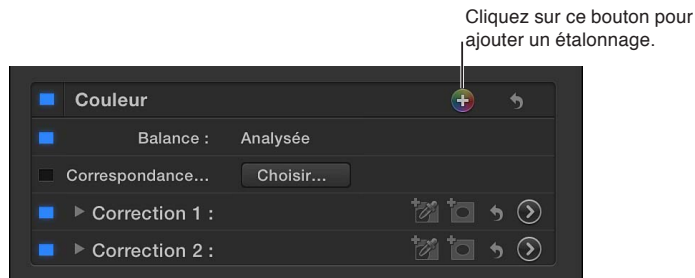 Cliquez sur ce bouton pour
ajouter un étalonnage.
Couleur
Balance : Analysée
Correspondance... Choisir...
Correction 1 :
Correction 2 :